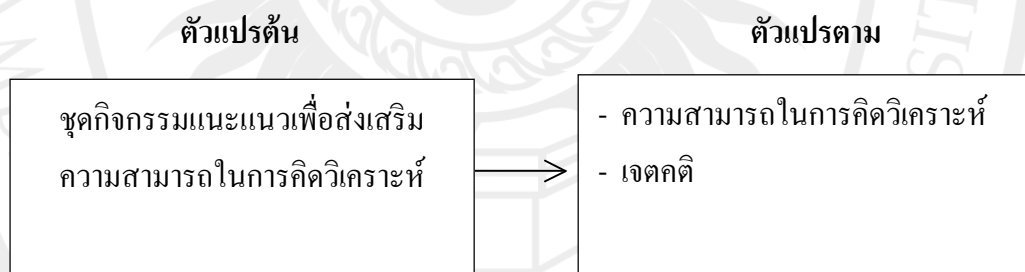 ตัวแปรต้น
ชุดกิจกรรมแนะแนวเพื่อส่งเสริม
ความสามารถในการคิดวิเคราะห์
ตัวแปรตาม
- ความสามารถในการคิดวิเคราะห์
- เจตคติ